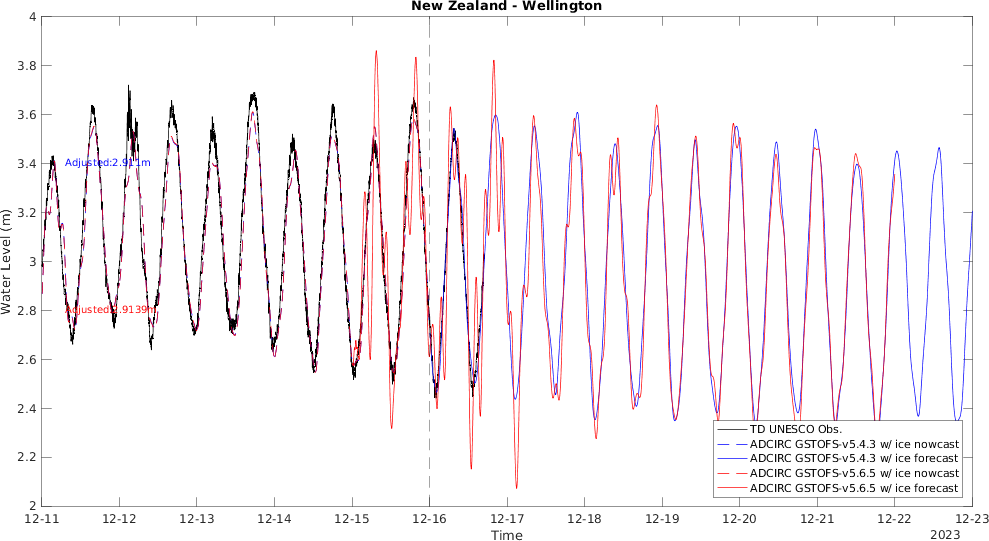 New Zealand - Wellington
4
3.8
3.6
3.4
3.2
3
2.8
2.6
2.4
2.2
2
Water Level (m)
Adjusted:2.911m
Adjusted:2.9139m
TD UNESCO Obs.
ADCIRC GSTOFS-v5.4.3 w/ ice nowcast
ADCIRC GSTOFS-v5.4.3 w/ ice forecast
ADCIRC GSTOFS-v5.6.5 w/ ice nowcast
ADCIRC GSTOFS-v5.6.5 w/ ice forecast
12-11 12-12 12-13 12-14 12-15 12-16 12-17 12-18 12-19 12-20 12-21 12-22 12-23
Time
2023